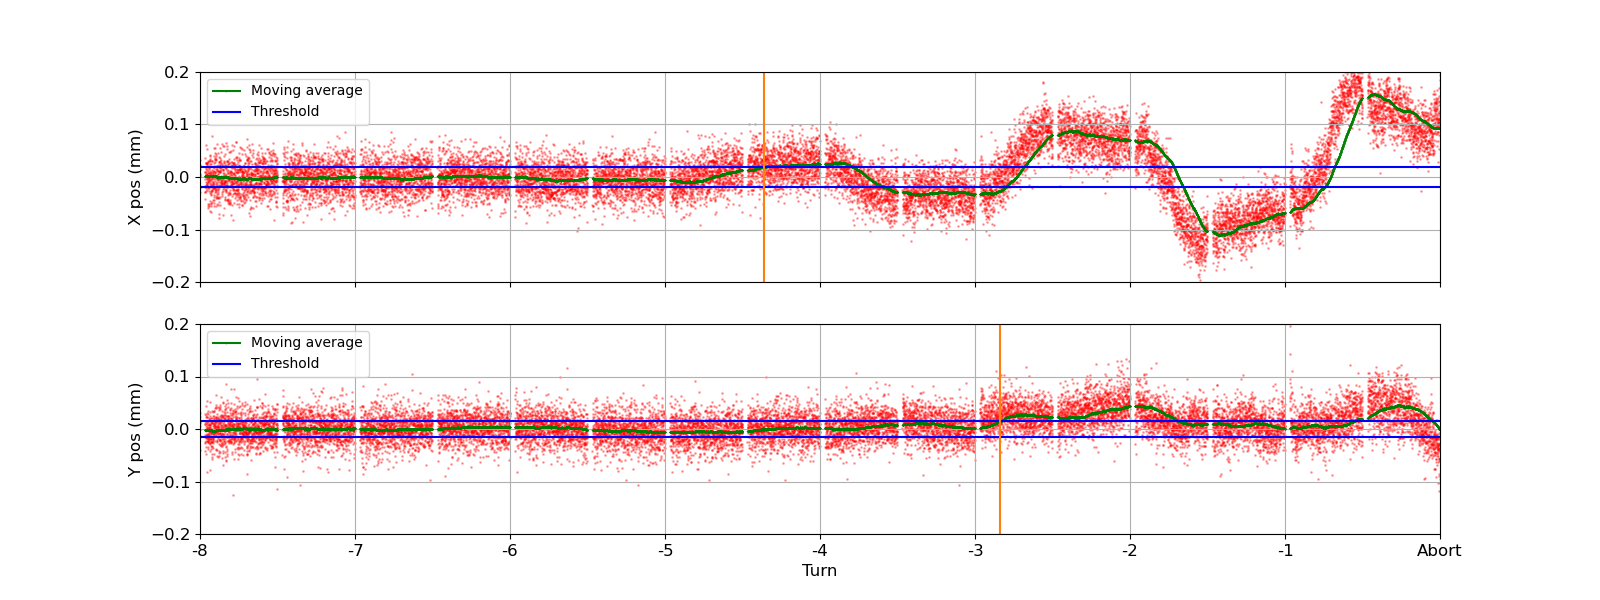 0.2
0.1
0.0
−0.1
−0.2
X pos (mm)
Moving average
Threshold
0.2
0.1
0.0
−0.1
−0.2
Y pos (mm)
Moving average
Threshold
-8 -7 -6 -5 -4 -3 -2 -1 Abort
Turn